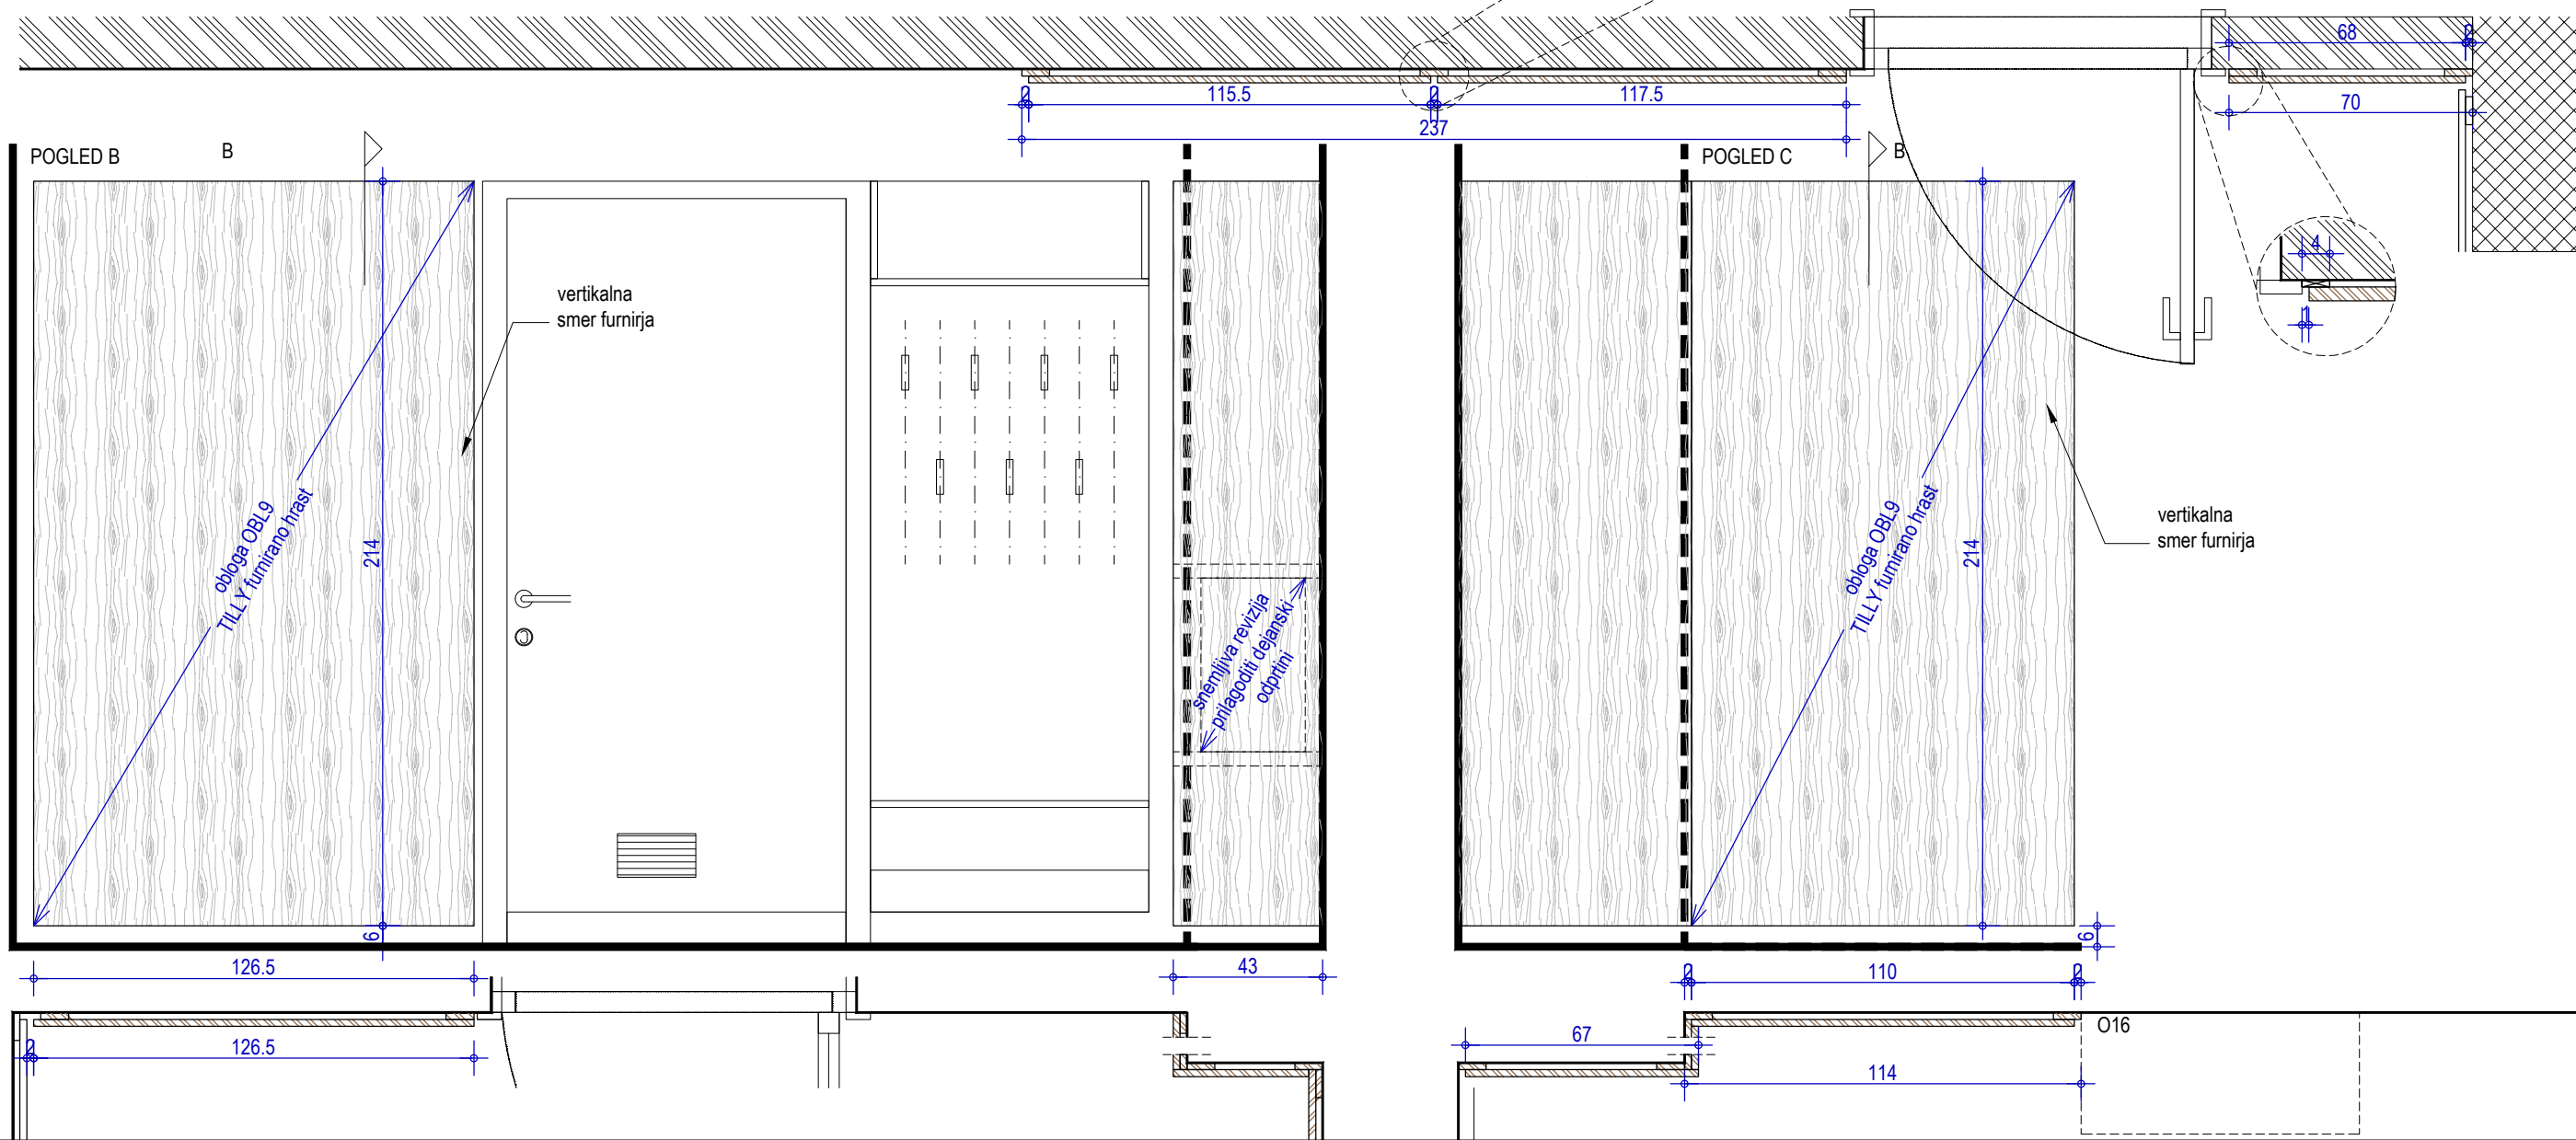 68
2
2
115.5
2
117.5
70
237
POGLED B
B
POGLED C
B
4
1
vertikalna
smer furnirja
obloga OBL9
TILLY furnirano hrast
214
snemljiva revizija
prilagoditi dejanski
odprtini
obloga OBL9
TILLY furnirano hrast
214
vertikalna
smer furnirja
6
6
126.5
43
2
110
2
O16
2
126.5
67
114